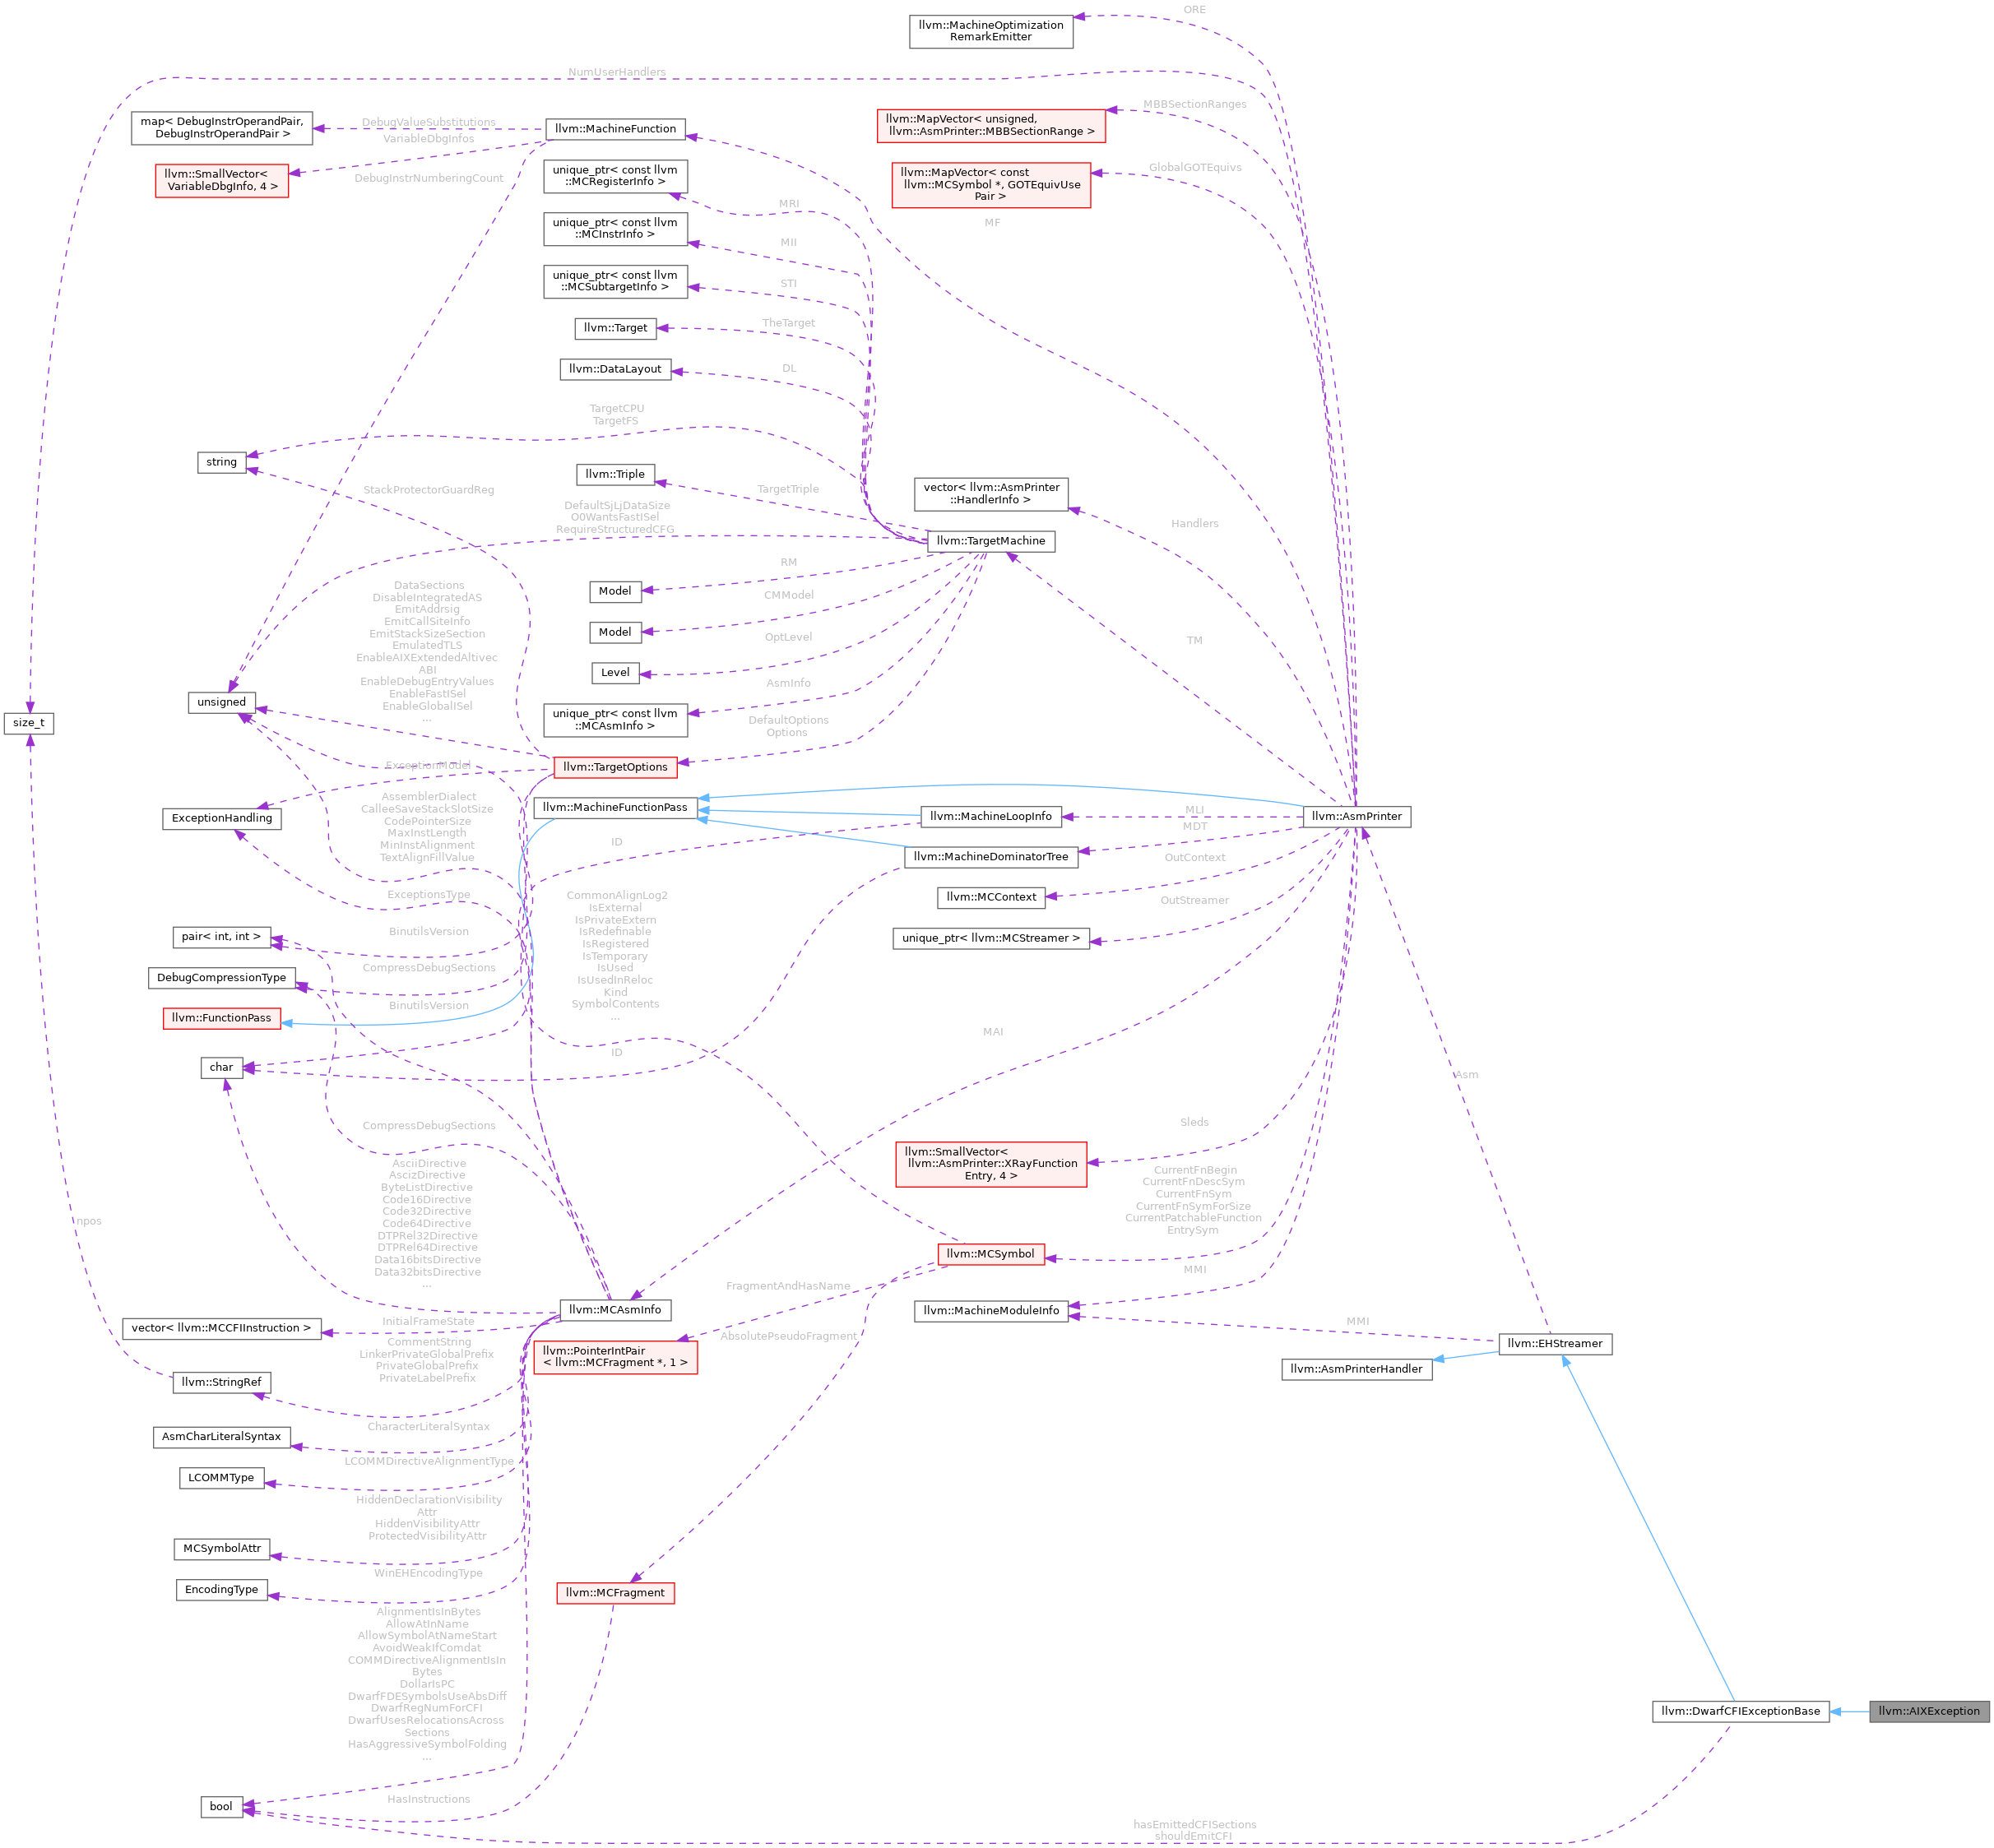 ORE
llvm::MachineOptimization
RemarkEmitter
NumUserHandlers
MBBSectionRanges
llvm::MapVector< unsigned,
llvm::AsmPrinter::MBBSectionRange >
map< DebugInstrOperandPair,
DebugInstrOperandPair >
DebugValueSubstitutions
llvm::MachineFunction
VariableDbgInfos
llvm::SmallVector<
VariableDbgInfo, 4 >
DebugInstrNumberingCount
unique_ptr< const llvm
::MCRegisterInfo >
GlobalGOTEquivs
llvm::MapVector< const
llvm::MCSymbol *, GOTEquivUse
Pair >
MRI
MF
unique_ptr< const llvm
::MCInstrInfo >
MII
unique_ptr< const llvm
::MCSubtargetInfo >
STI
llvm::Target
TheTarget
llvm::DataLayout
DL
TargetCPU
TargetFS
string
llvm::Triple
TargetTriple
StackProtectorGuardReg
vector< llvm::AsmPrinter
::HandlerInfo >
Handlers
DefaultSjLjDataSize
O0WantsFastISel
RequireStructuredCFG
llvm::TargetMachine
RM
Model
CMModel
Model
OptLevel
Level
TM
DataSections
DisableIntegratedAS
EmitAddrsig
EmitCallSiteInfo
EmitStackSizeSection
EmulatedTLS
EnableAIXExtendedAltivec
ABI
EnableDebugEntryValues
EnableFastISel
EnableGlobalISel
...
AsmInfo
unique_ptr< const llvm
::MCAsmInfo >
unsigned
size_t
DefaultOptions
Options
llvm::TargetOptions
ExceptionModel
AssemblerDialect
CalleeSaveStackSlotSize
CodePointerSize
MaxInstLength
MinInstAlignment
TextAlignFillValue
ExceptionHandling
llvm::MachineFunctionPass
llvm::MachineLoopInfo
MLI
llvm::AsmPrinter
MDT
ID
llvm::MachineDominatorTree
OutContext
llvm::MCContext
OutStreamer
unique_ptr< llvm::MCStreamer >
ExceptionsType
CommonAlignLog2
IsExternal
IsPrivateExtern
IsRedefinable
IsRegistered
IsTemporary
IsUsed
IsUsedInReloc
Kind
SymbolContents
...
BinutilsVersion
pair< int, int >
CompressDebugSections
DebugCompressionType
BinutilsVersion
llvm::FunctionPass
MAI
ID
char
Asm
CompressDebugSections
Sleds
llvm::SmallVector<
llvm::AsmPrinter::XRayFunction
Entry, 4 >
AsciiDirective
AscizDirective
ByteListDirective
Code16Directive
Code32Directive
Code64Directive
DTPRel32Directive
DTPRel64Directive
Data16bitsDirective
Data32bitsDirective
...
CurrentFnBegin
CurrentFnDescSym
CurrentFnSym
CurrentFnSymForSize
CurrentPatchableFunction
EntrySym
npos
llvm::MCSymbol
MMI
FragmentAndHasName
llvm::MCAsmInfo
llvm::MachineModuleInfo
InitialFrameState
vector< llvm::MCCFIInstruction >
MMI
AbsolutePseudoFragment
llvm::EHStreamer
CommentString
LinkerPrivateGlobalPrefix
PrivateGlobalPrefix
PrivateLabelPrefix
llvm::PointerIntPair
< llvm::MCFragment *, 1 >
llvm::AsmPrinterHandler
llvm::StringRef
CharacterLiteralSyntax
AsmCharLiteralSyntax
LCOMMDirectiveAlignmentType
LCOMMType
HiddenDeclarationVisibility
Attr
HiddenVisibilityAttr
ProtectedVisibilityAttr
MCSymbolAttr
WinEHEncodingType
EncodingType
llvm::MCFragment
AlignmentIsInBytes
AllowAtInName
AllowSymbolAtNameStart
AvoidWeakIfComdat
COMMDirectiveAlignmentIsIn
Bytes
DollarIsPC
DwarfFDESymbolsUseAbsDiff
DwarfRegNumForCFI
DwarfUsesRelocationsAcross
Sections
HasAggressiveSymbolFolding
...
llvm::DwarfCFIExceptionBase
llvm::AIXException
HasInstructions
bool
hasEmittedCFISections
shouldEmitCFI